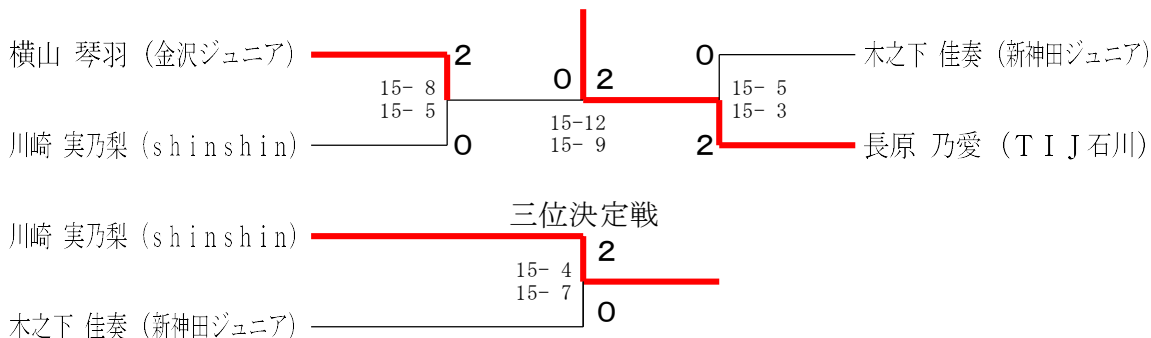 横山 琴羽 (金沢ジュニア)
2
0
木之下 佳奏 (新神田ジュニア)
15- 8
15- 5
0 2
15- 5
15- 3
15-12
15- 9
川崎 実乃梨 (shinshin)
0
2
長原 乃愛 (TIJ石川)
三位決定戦
川崎 実乃梨 (shinshin)
2
15- 4
15- 7
0
木之下 佳奏 (新神田ジュニア)